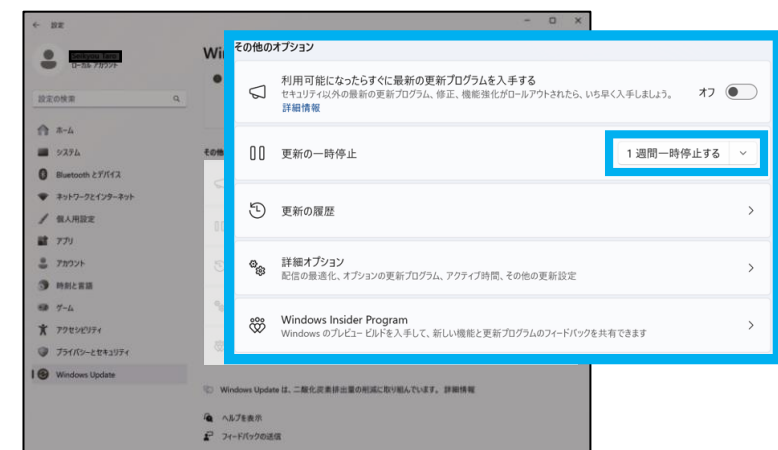 設定
ローカル アカウント
設定の検索
ホーム
システム
Bluetooth とデバイス
ネットワークとインターネット
個人用設定
アプリ
アカウント
時刻と言語
ゲーム
アクセシビリティ
プライバシーとセキュリティ
Windows Update
Wi
その他
その他のオプション
利用可能になったらすぐに最新の更新プログラムを入手する
セキュリティ以外の最新の更新プログラム、修正、機能強化がロールアウトされたら、いち早く入手しましょう。
詳細情報
オフ
更新の一時停止
1 週間一時停止する
更新の履歴
詳細オプション
配信の最適化、オプションの更新プログラム、アクティブ時間、その他の更新設定
Windows Insider Program
Windows のプレビュー ビルドを入手して、新しい機能と更新プログラムのフィードバックを共有できます
Windows Update は、二酸化炭素排出量の削減に取り組んでいます。 詳細情報
ヘルプを表示
フィードバックの送信